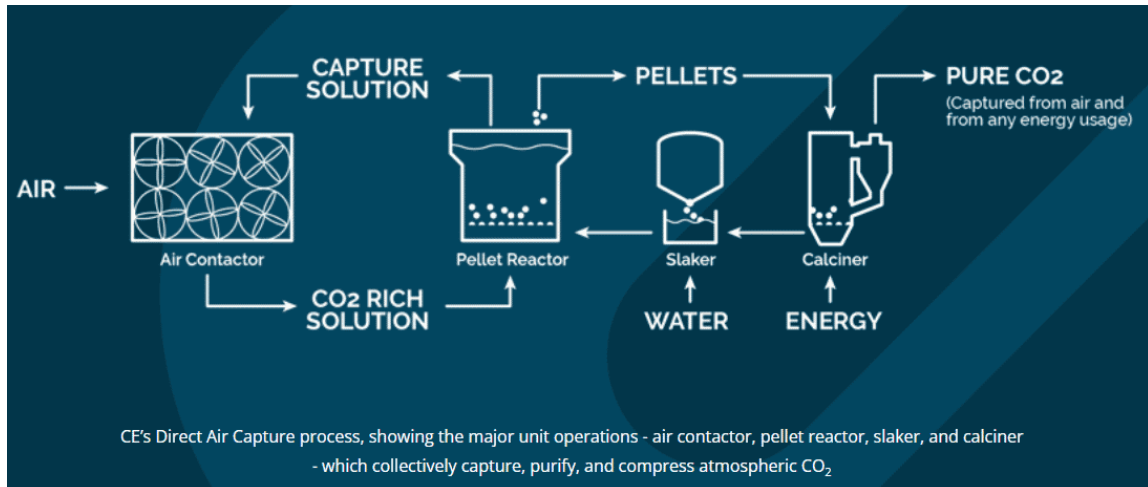 CAPTURE
SOLUTION
PELLETS
PURE CO2
(Captured from air and
from any energy usage)
AIR
Air Contactor
Pellet Reactor
Slaker
Calciner
CO2 RICH
SOLUTION
WATER
ENERGY
CE's Direct Air Capture process, showing the major unit operations - air contactor, pellet reactor, slaker, and calciner
- which collectively capture, purify, and compress atmospheric CO₂